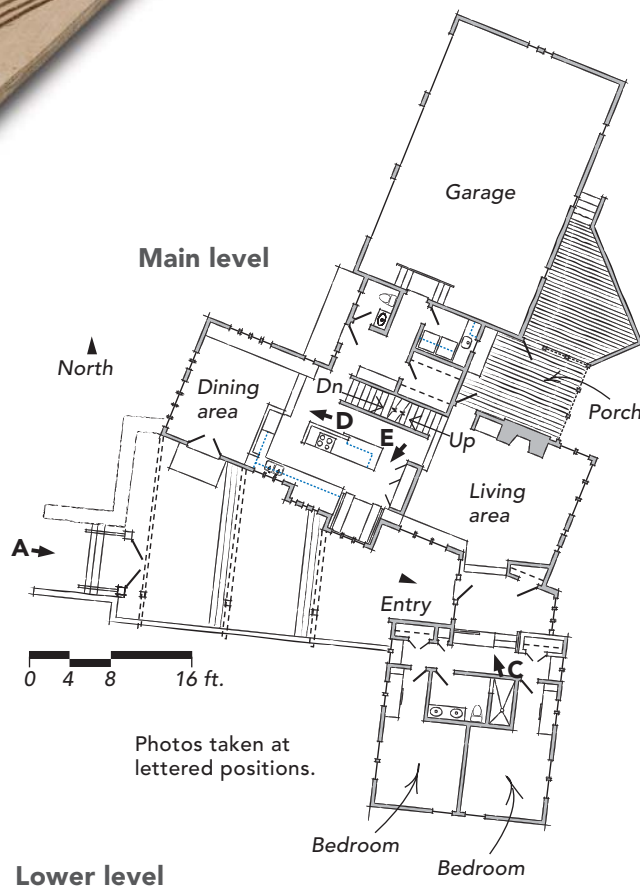 Garage
Main level
North
Dining
area
Dn
D
E
Up
Porch
Living
area
A
Entry
C
0 4 8 16 ft.
Photos taken at
lettered positions.
Bedroom
Bedroom
Lower level